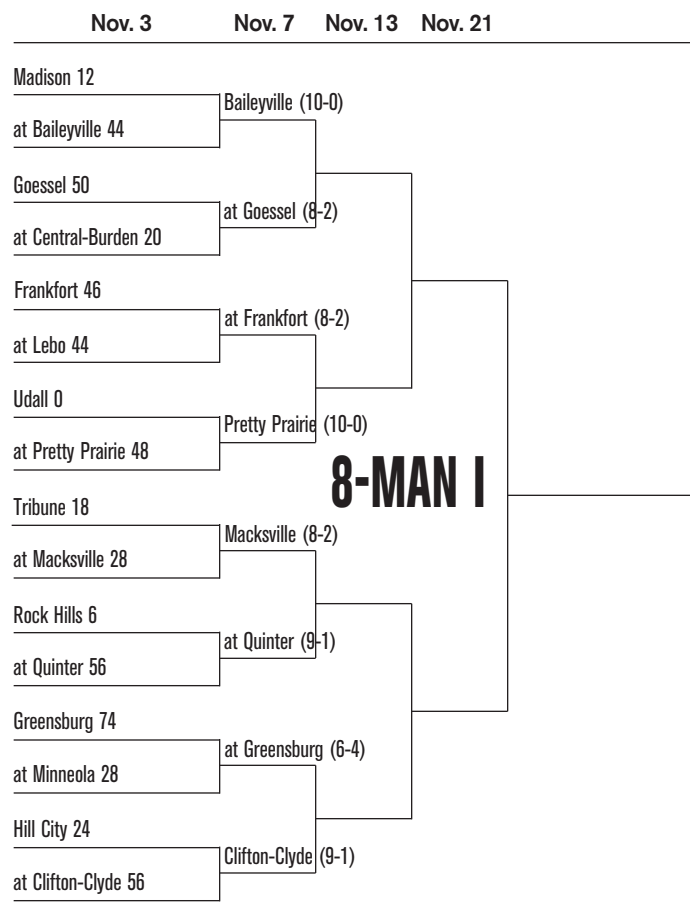 Nov. 3 Nov. 7 Nov. 13 Nov. 21
Madison 12
Baileyville (10-0)
at Baileyville 44
Goessel 50
at Goessel (8-2)
at Central-Burden 20
Frankfort 46
at Frankfort (8-2)
at Lebo 44
Udall 0
Pretty Prairie (10-0)
at Pretty Prairie 48
8-MAN I
Tribune 18
Macksville (8-2)
at Macksville 28
Rock Hills 6
at Quinter (9-1)
at Quinter 56
Greensburg 74
at Greensburg (6-4)
at Minneola 28
Hill City 24
Clifton-Clyde (9-1)
at Clifton-Clyde 56